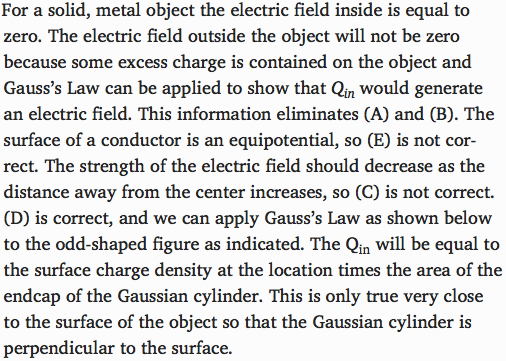 For a solid, metal object the electric field inside is equal to
zero. The electric field outside the object will not be zero
because some excess charge is contained on the object and
Gauss’s Law can be applied to show that Qin would generate
an electric field. This information eliminates (A) and (B). The
surface of a conductor is an equipotential, so (E) is not cor-
rect. The strength of the electric field should decrease as the
distance away from the center increases, so (C) is not correct.
(D) is correct, and we can apply Gauss’s Law as shown below
to the odd-shaped figure as indicated. The Qin will be equal to
the surface charge density at the location times the area of the
endcap of the Gaussian cylinder. This is only true very close
to the surface of the object so that the Gaussian cylinder is
perpendicular to the surface.